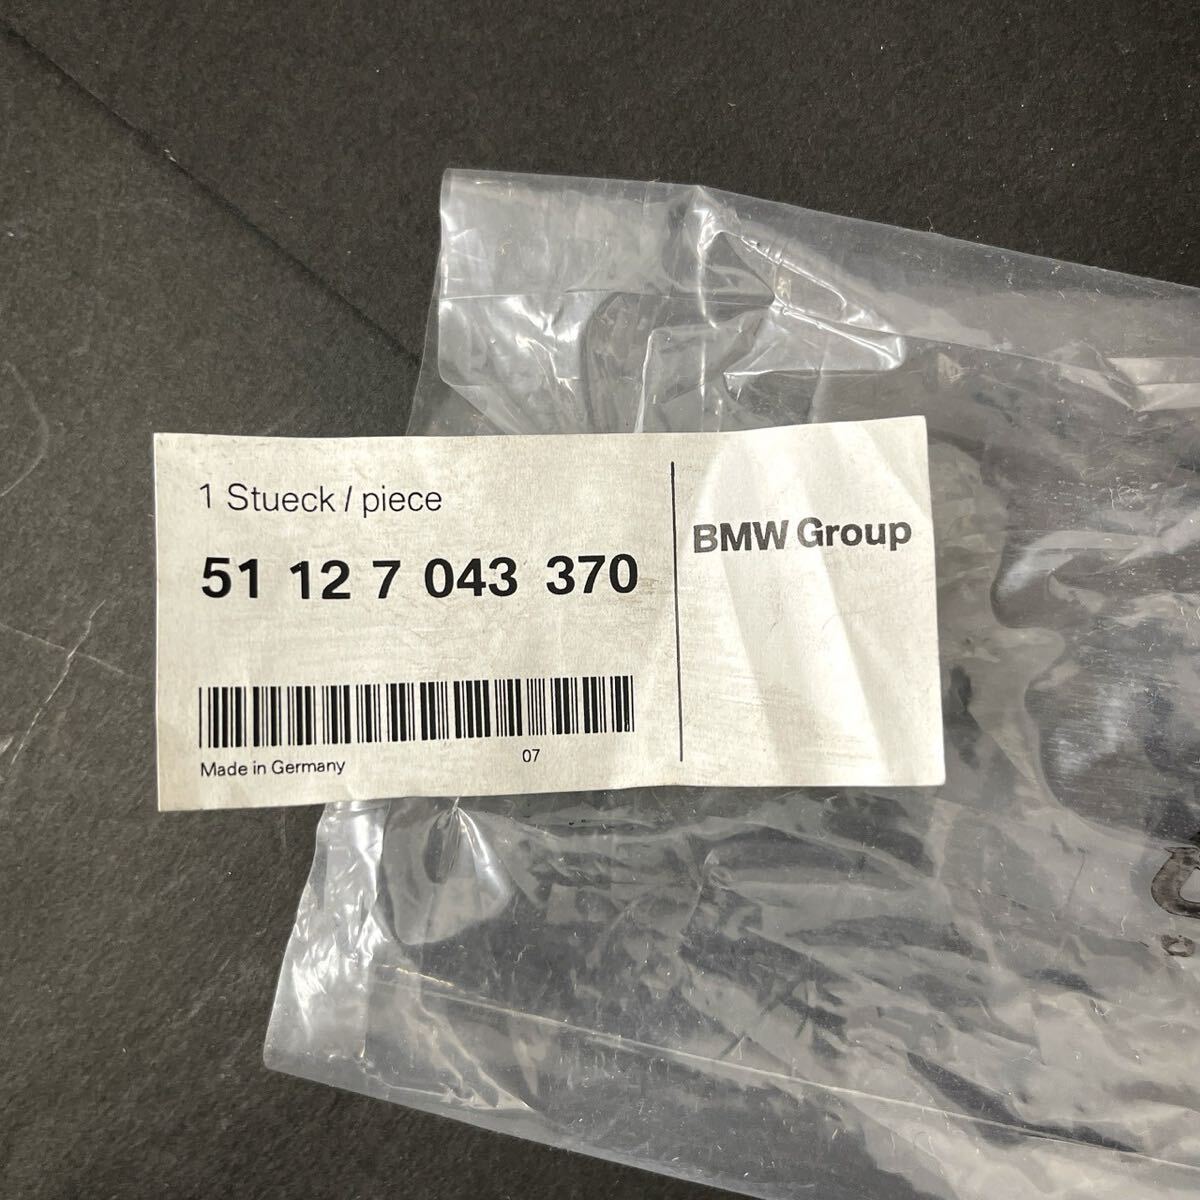 1 Stueck / piece
51 12 7 043 370
BMW Group
Made in Germany
07